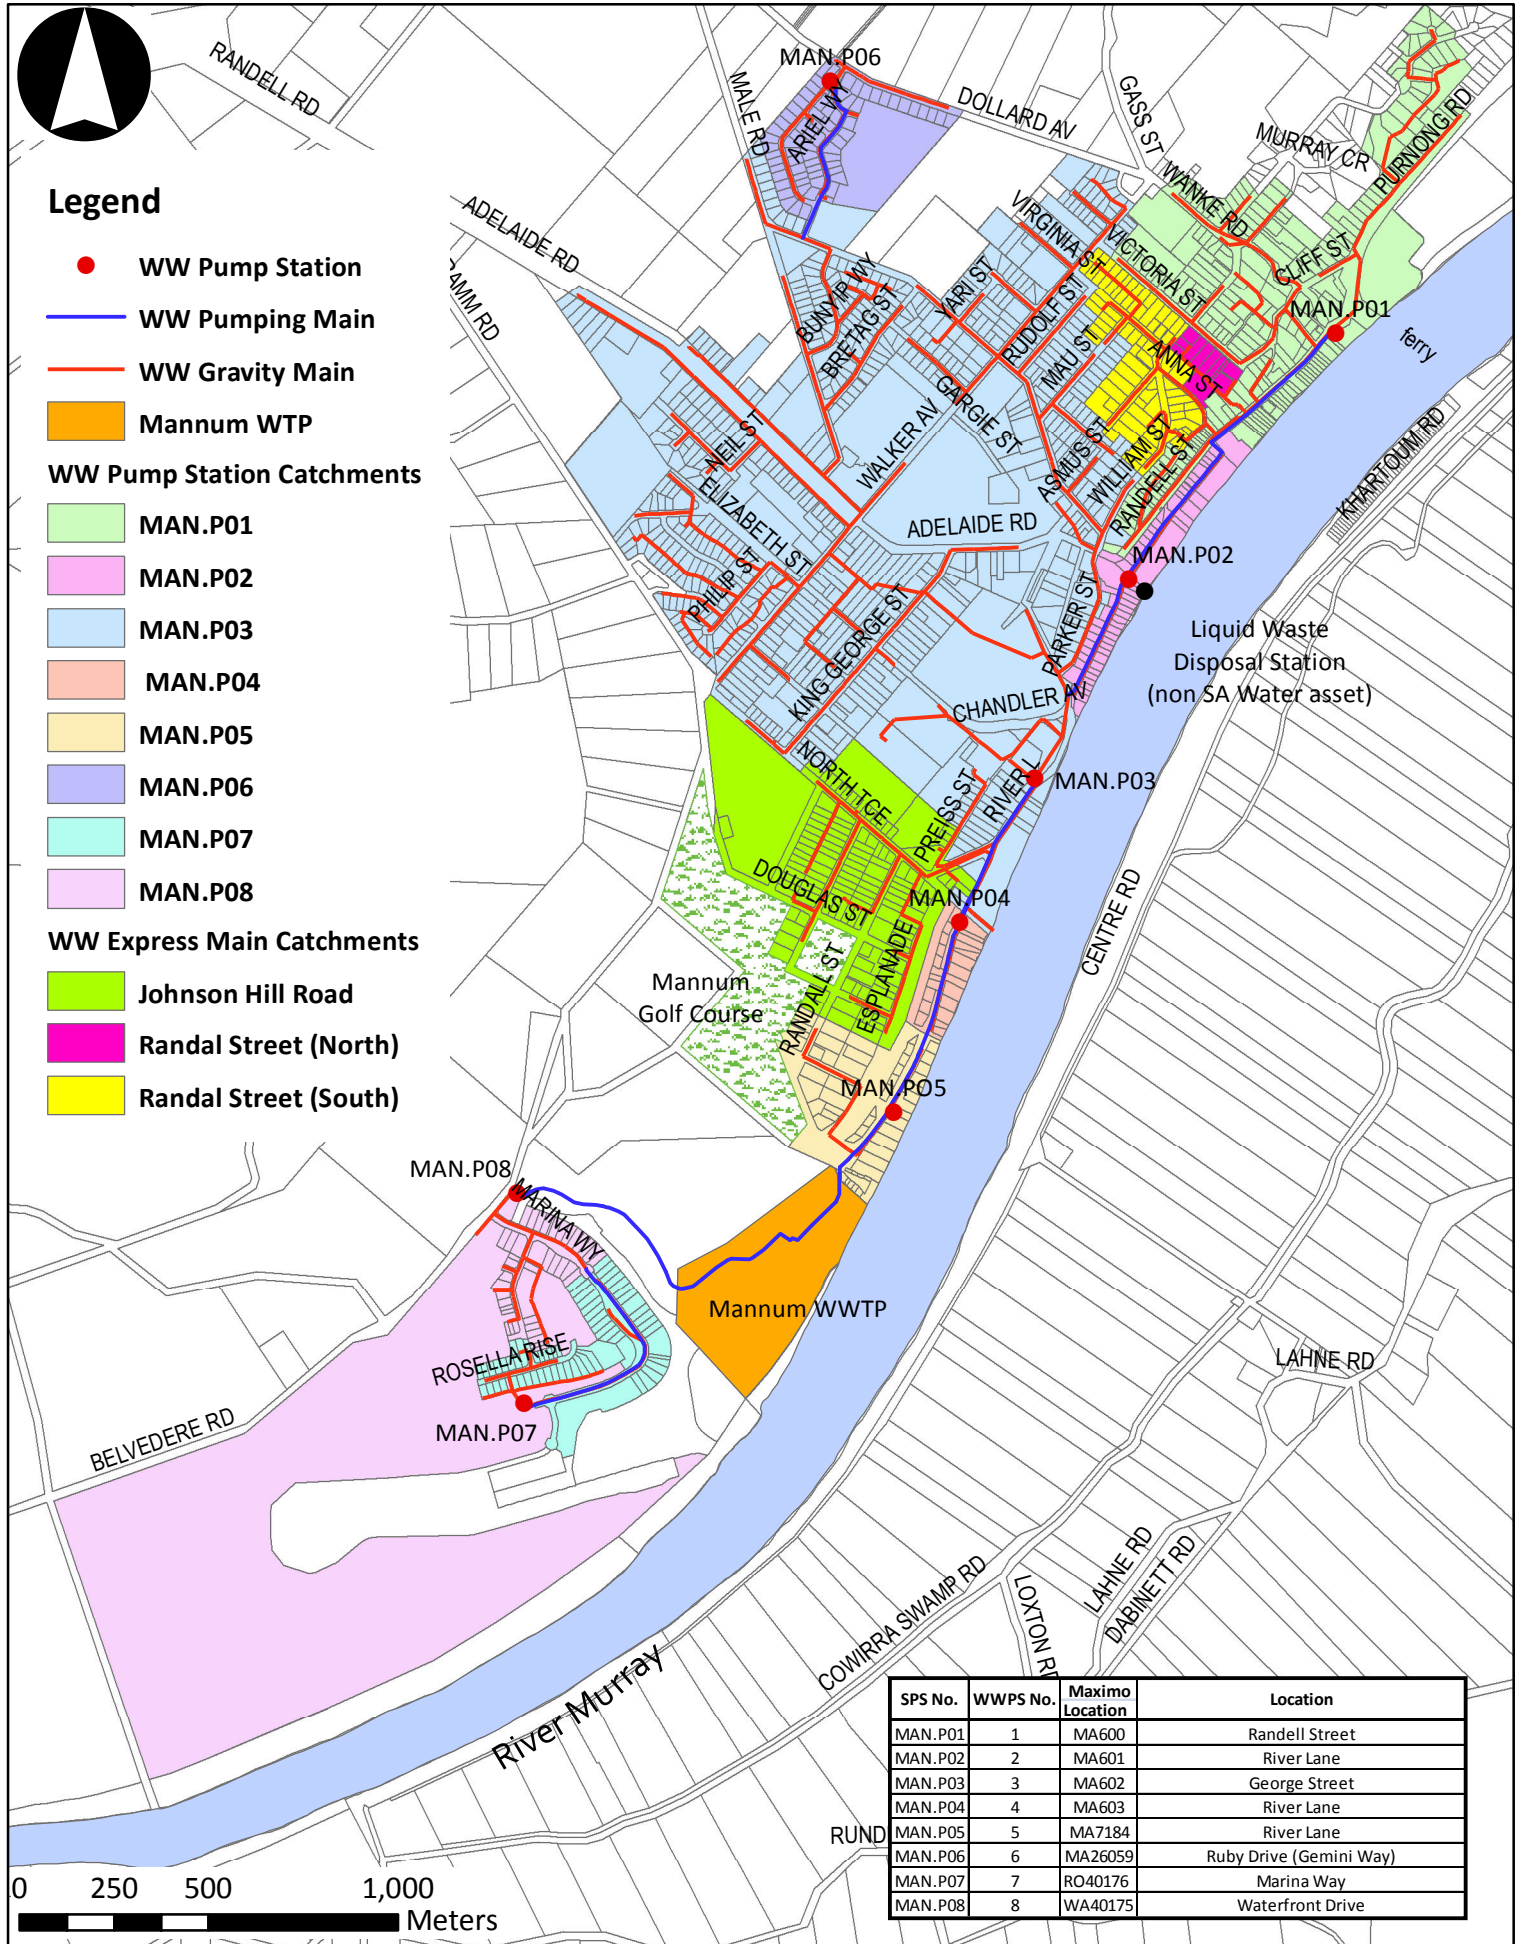 MAN.P06
RANDELL RD
MALE RD
ARIEL WY
DOLLARD AV
GASS ST
MURRAY CR
PURNONG RD
WANKE RD
Legend
WW Pump Station
WW Pumping Main
WW Gravity Main
Mannum WTP
WW Pump Station Catchments
MAN.P01
MAN.P02
MAN.P03
MAN.P04
MAN.P05
MAN.P06
MAN.P07
MAN.P08
WW Express Main Catchments
Johnson Hill Road
Randal Street (North)
Randal Street (South)
ADELAIDE RD
RAMM RD
VIRGINIA ST
VICTORIA ST
CLIFF ST
MAN.P01
ferry
BUNYIP WY
BRETAG ST
YARI ST
RUDOLF ST
MAU ST
ANNA ST
GARGIE ST
WALKER AV
NEIL ST
ELIZABETH ST
PHILIP ST
ASMUS ST
WILLIAM ST
RANDELL ST
KHARTOUM RD
ADELAIDE RD
MAN.P02
Liquid Waste
Disposal Station
(non SA Water asset)
PARKER ST
KING GEORGE ST
CHANDLER AV
NORTH TCE
PREISS ST
RIVER L
MAN.P03
DOUGLAS ST
MAN.P04
CENTRE RD
Mannum
Golf Course
RANDALL ST
ESPLANADE
MAN.PO5
MAN.P08
MARINA WY
Mannum WWTP
ROSELLA RISE
MAN.P07
BELVEDERE RD
LAHNE RD
LAHNE RD
DABINETT RD
LOXTON RD
COWIRRA SWAMP RD
River Murray
RUND
SPS No. WWPS No. Maximo Location Location
MAN.P01 1 MA600 Randell Street
MAN.P02 2 MA601 River Lane
MAN.P03 3 MA602 George Street
MAN.P04 4 MA603 River Lane
MAN.P05 5 MA7184 River Lane
MAN.P06 6 MA26059 Ruby Drive (Gemini Way)
MAN.P07 7 RO40176 Marina Way
MAN.P08 8 WA40175 Waterfront Drive
0 250 500 1,000
Meters